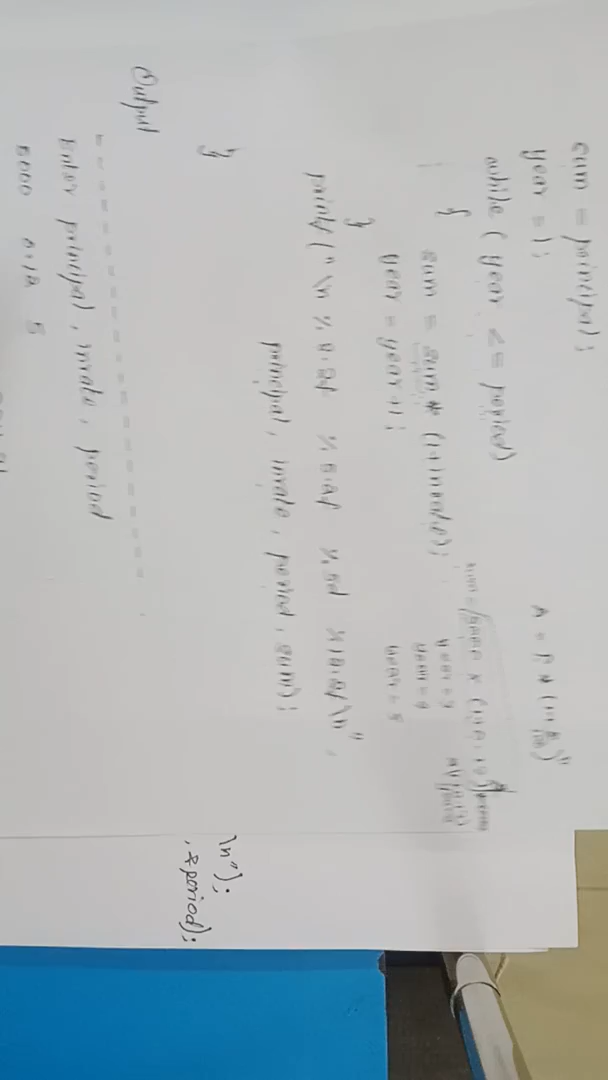 sum = principal;
year = 1;
while ( year <= period)
{
sum = sum * (1+inrate);
year = year+1;
}
printf ("\n %8.2f %5.2f %5d %12.2f\n",
principal, inrate, period, sum);
}
Output
Enter principal, inrate, period
5000 0.12 5
A = P * (1+
year = 3
year = 4
year = 5
\n");
, &period);